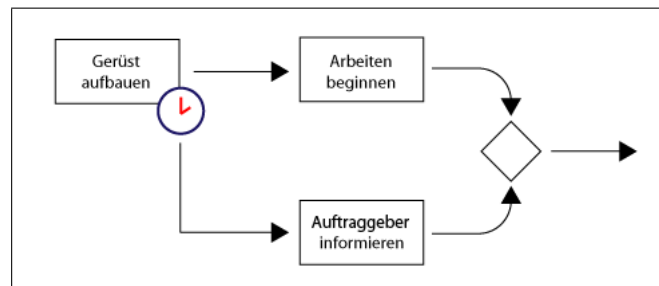 Gerüst
aufbauen
Arbeiten
beginnen
Auftraggeber
informieren